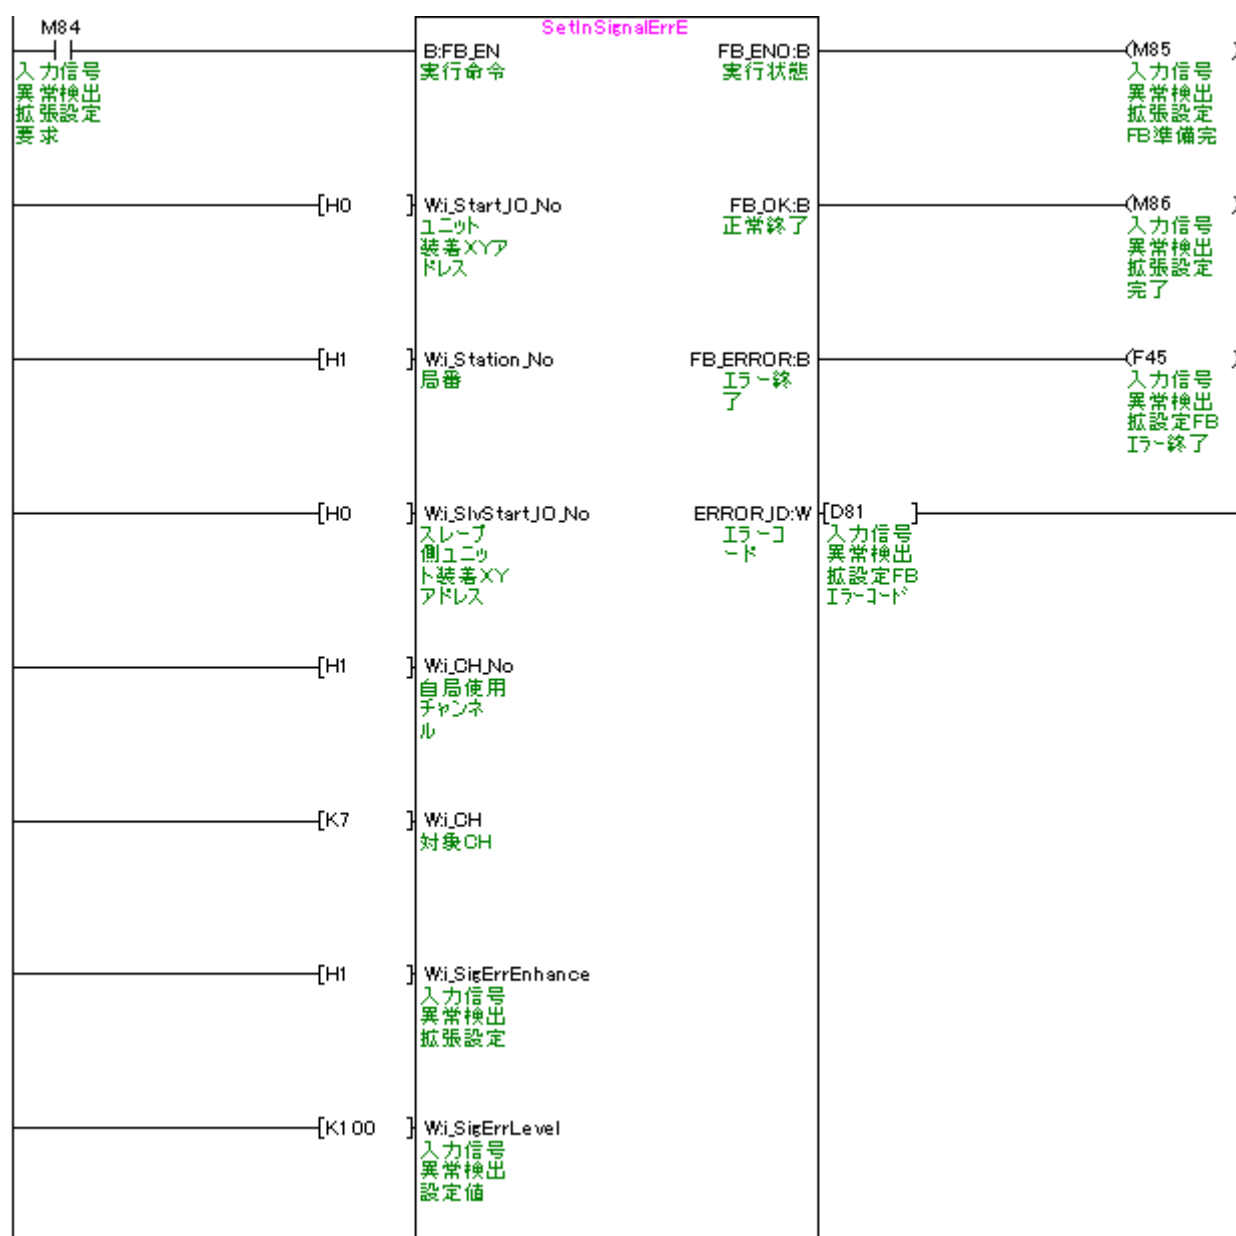 M84
入力信号
異常検出
拡張設定
要求
SetInSignalErrE
B:FB_EN
実行命令
FB_ENO:B
実行状態
(M85 )
入力信号
異常検出
拡張設定
FB準備完
[H0 ]
W:i_Start_IO_No
ユニット
装着XYア
ドレス
FB_OK:B
正常終了
(M86 )
入力信号
異常検出
拡張設定
完了
[H1 ]
W:i_Station_No
局番
FB_ERROR:B
エラー終
了
(F45 )
入力信号
異常検出
拡設定FB
エラー終了
[H0 ]
W:i_SlvStart_IO_No
スレーブ
側ユニッ
ト装着XY
アドレス
ERROR_ID:W
エラーコ
ード
[D81 ]
入力信号
異常検出
拡設定FB
エラーコード
[H1 ]
W:i_CH_No
自局使用
チャンネ
ル
[K7 ]
W:i_CH
対象CH
[H1 ]
W:i_SigErrEnhance
入力信号
異常検出
拡張設定
[K100 ]
W:i_SigErrLevel
入力信号
異常検出
設定値